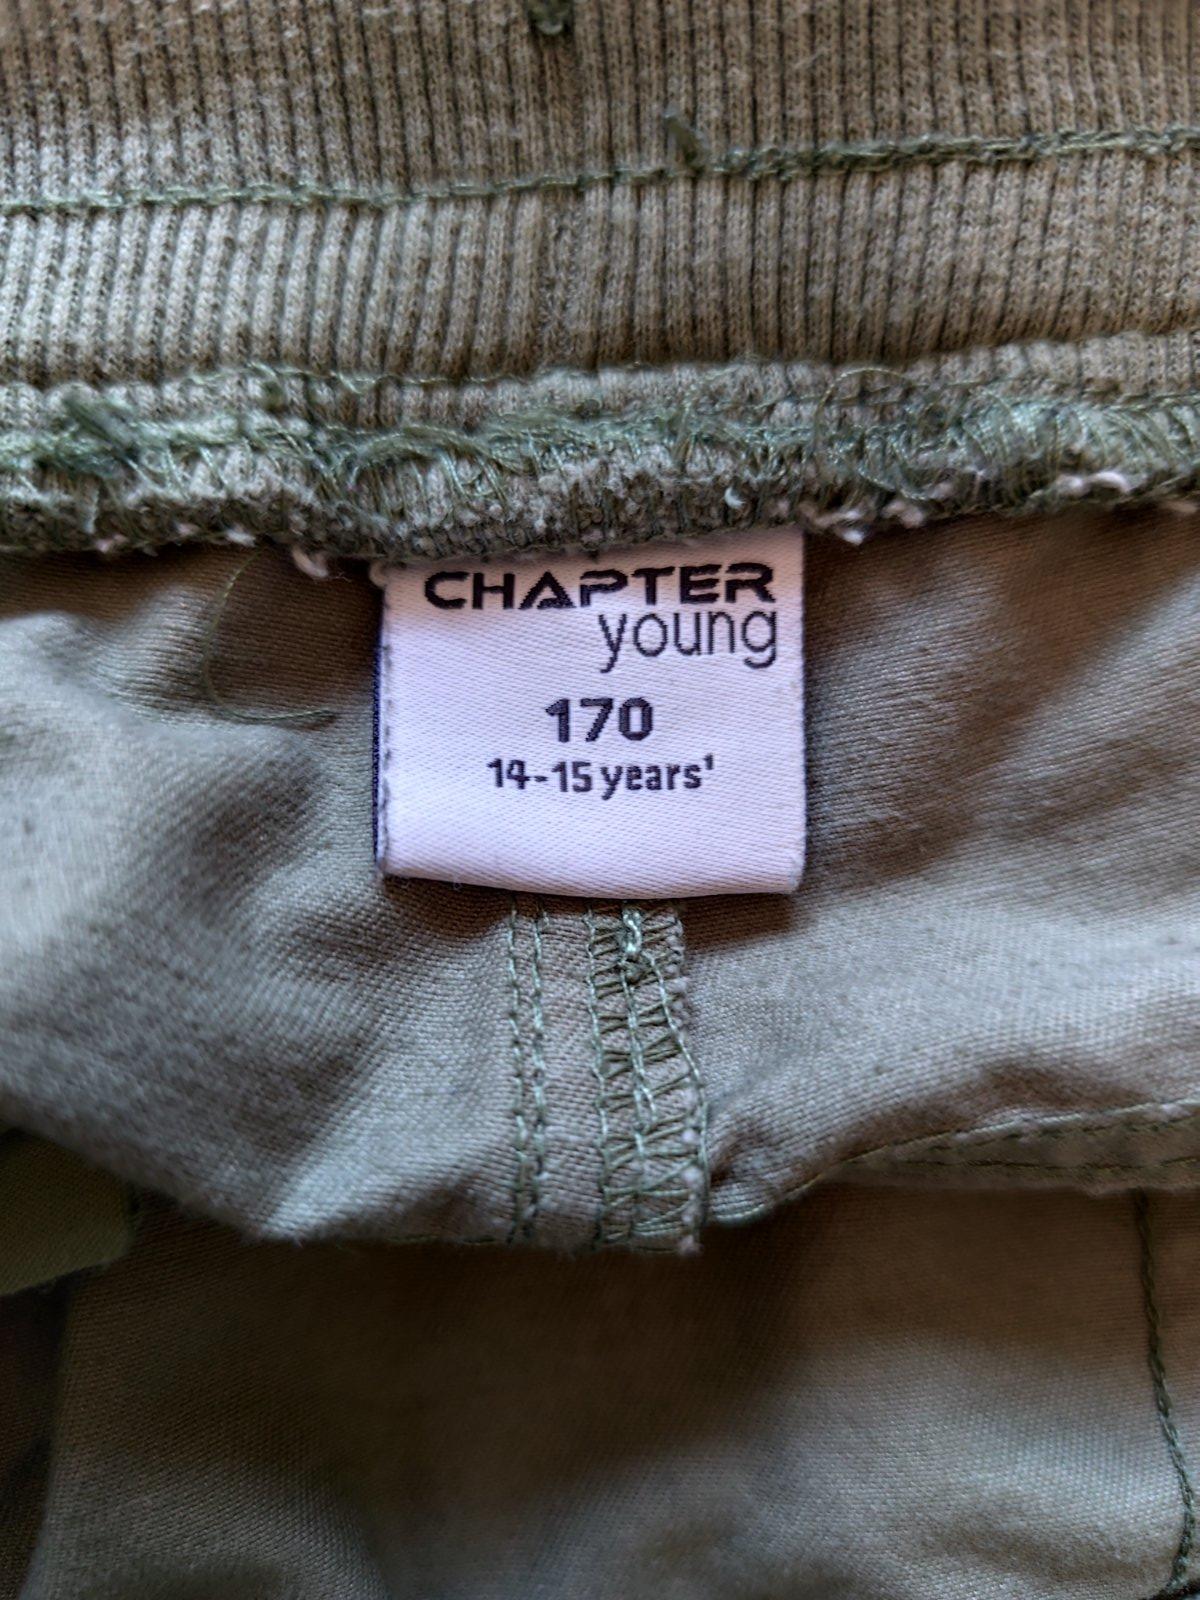 CHAPTER
young
170
14-15 years'